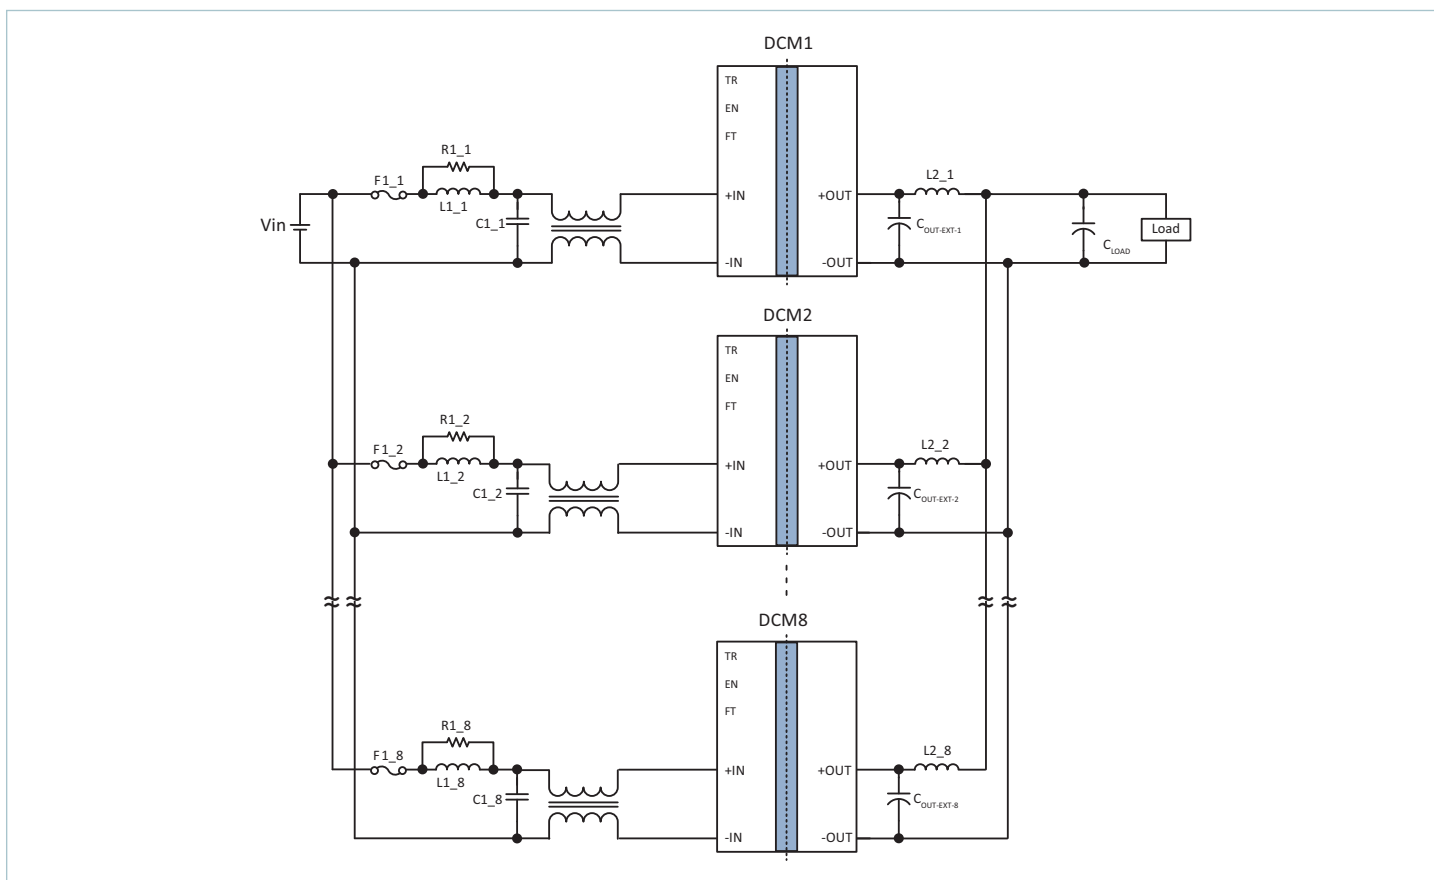 DCM1
TR
EN
FT
R1_1
F1_1
L1_1
C1_1
Vin
+IN
-IN
+OUT
-OUT
L2_1
COUT-EXT-1
CLOAD
Load
DCM2
TR
EN
FT
R1_2
F1_2
L1_2
C1_2
+IN
-IN
+OUT
-OUT
L2_2
COUT-EXT-2
DCM8
TR
EN
FT
R1_8
F1_8
L1_8
C1_8
+IN
-IN
+OUT
-OUT
L2_8
COUT-EXT-8